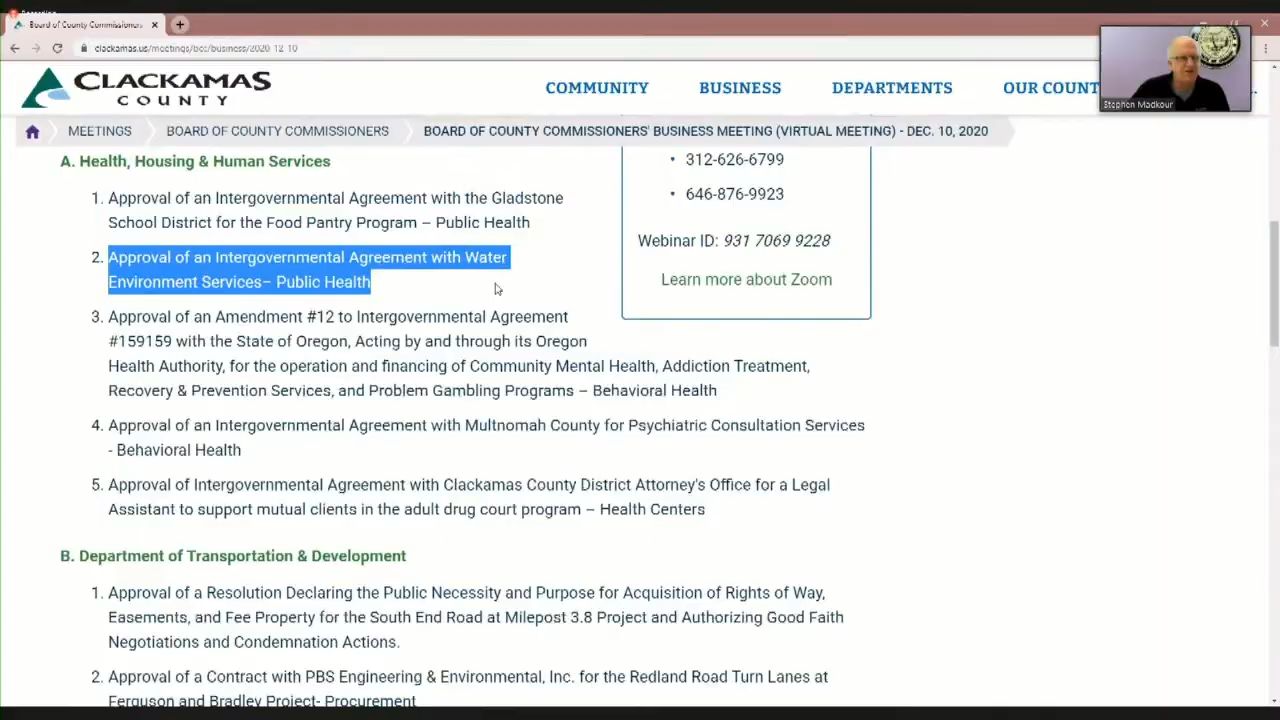 Board of County Commissioners
clackamas.us/meetings/bcc/business/2020-12-10
CLACKAMAS
COUNTY
COMMUNITY
BUSINESS
DEPARTMENTS
OUR COUNT
Stephen Madkour
MEETINGS
BOARD OF COUNTY COMMISSIONERS
BOARD OF COUNTY COMMISSIONERS' BUSINESS MEETING (VIRTUAL MEETING) - DEC. 10, 2020
A. Health, Housing & Human Services
1. Approval of an Intergovernmental Agreement with the Gladstone
School District for the Food Pantry Program – Public Health
2. Approval of an Intergovernmental Agreement with Water
Environment Services– Public Health
3. Approval of an Amendment #12 to Intergovernmental Agreement
#159159 with the State of Oregon, Acting by and through its Oregon
Health Authority, for the operation and financing of Community Mental Health, Addiction Treatment,
Recovery & Prevention Services, and Problem Gambling Programs – Behavioral Health
4. Approval of an Intergovernmental Agreement with Multnomah County for Psychiatric Consultation Services
- Behavioral Health
5. Approval of Intergovernmental Agreement with Clackamas County District Attorney's Office for a Legal
Assistant to support mutual clients in the adult drug court program – Health Centers
B. Department of Transportation & Development
1. Approval of a Resolution Declaring the Public Necessity and Purpose for Acquisition of Rights of Way,
Easements, and Fee Property for the South End Road at Milepost 3.8 Project and Authorizing Good Faith
Negotiations and Condemnation Actions.
2. Approval of a Contract with PBS Engineering & Environmental, Inc. for the Redland Road Turn Lanes at
Ferguson and Bradley Project- Procurement
• 312-626-6799
• 646-876-9923
Webinar ID: 931 7069 9228
Learn more about Zoom